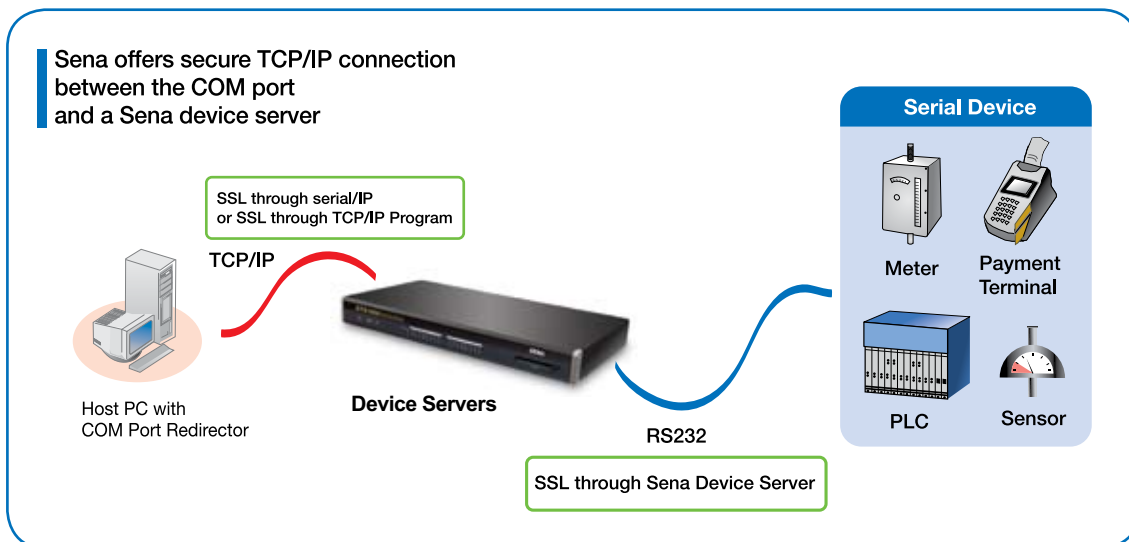 Sena offers secure TCP/IP connection
between the COM port
and a Sena device server
Serial Device
SSL through serial/IP
or SSL through TCP/IP Program
TCP/IP
Meter
Payment
Terminal
Device Servers
Host PC with
COM Port Redirector
RS232
PLC
Sensor
SSL through Sena Device Server